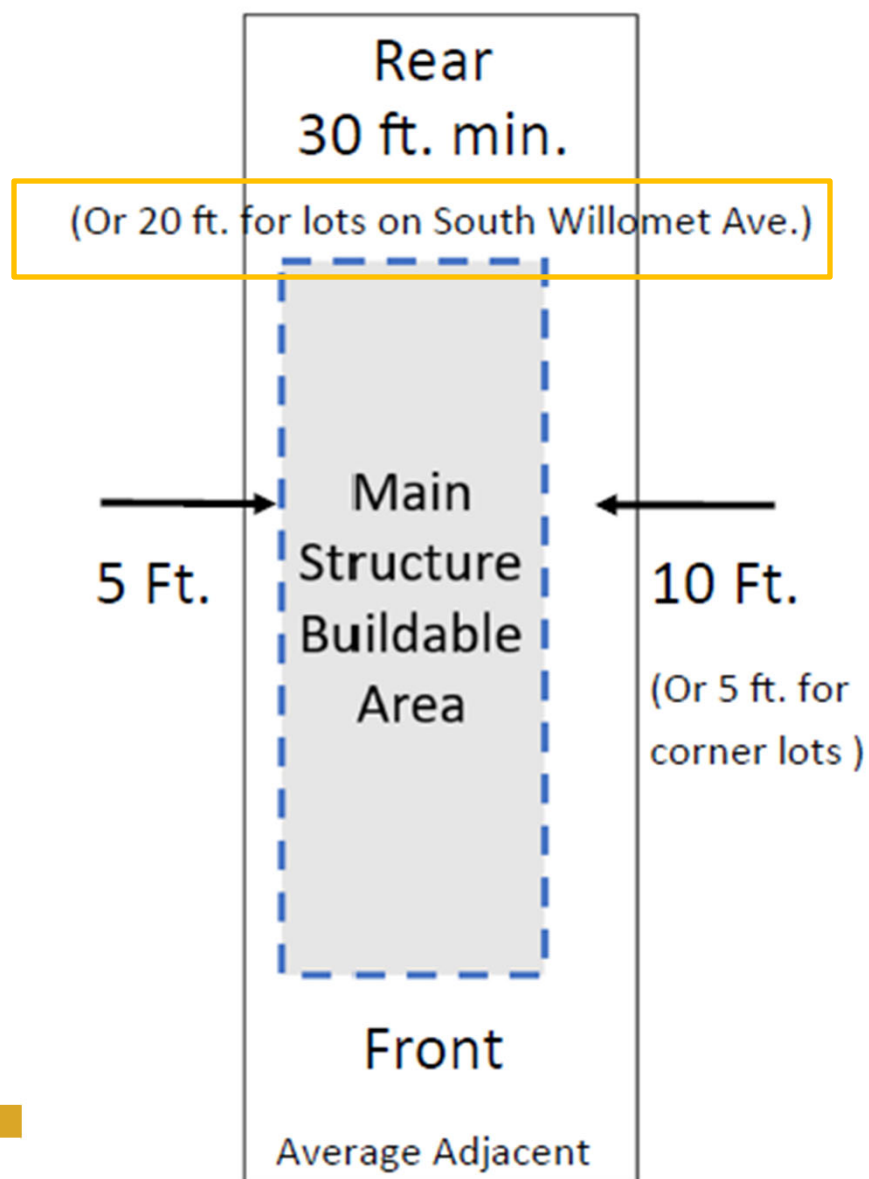 Rear
30 ft. min.
(Or 20 ft. for lots on South Willomet Ave.)
Main
Structure
Buildable
Area
5 Ft.
10 Ft.
(Or 5 ft. for
corner lots )
Front
Average Adjacent